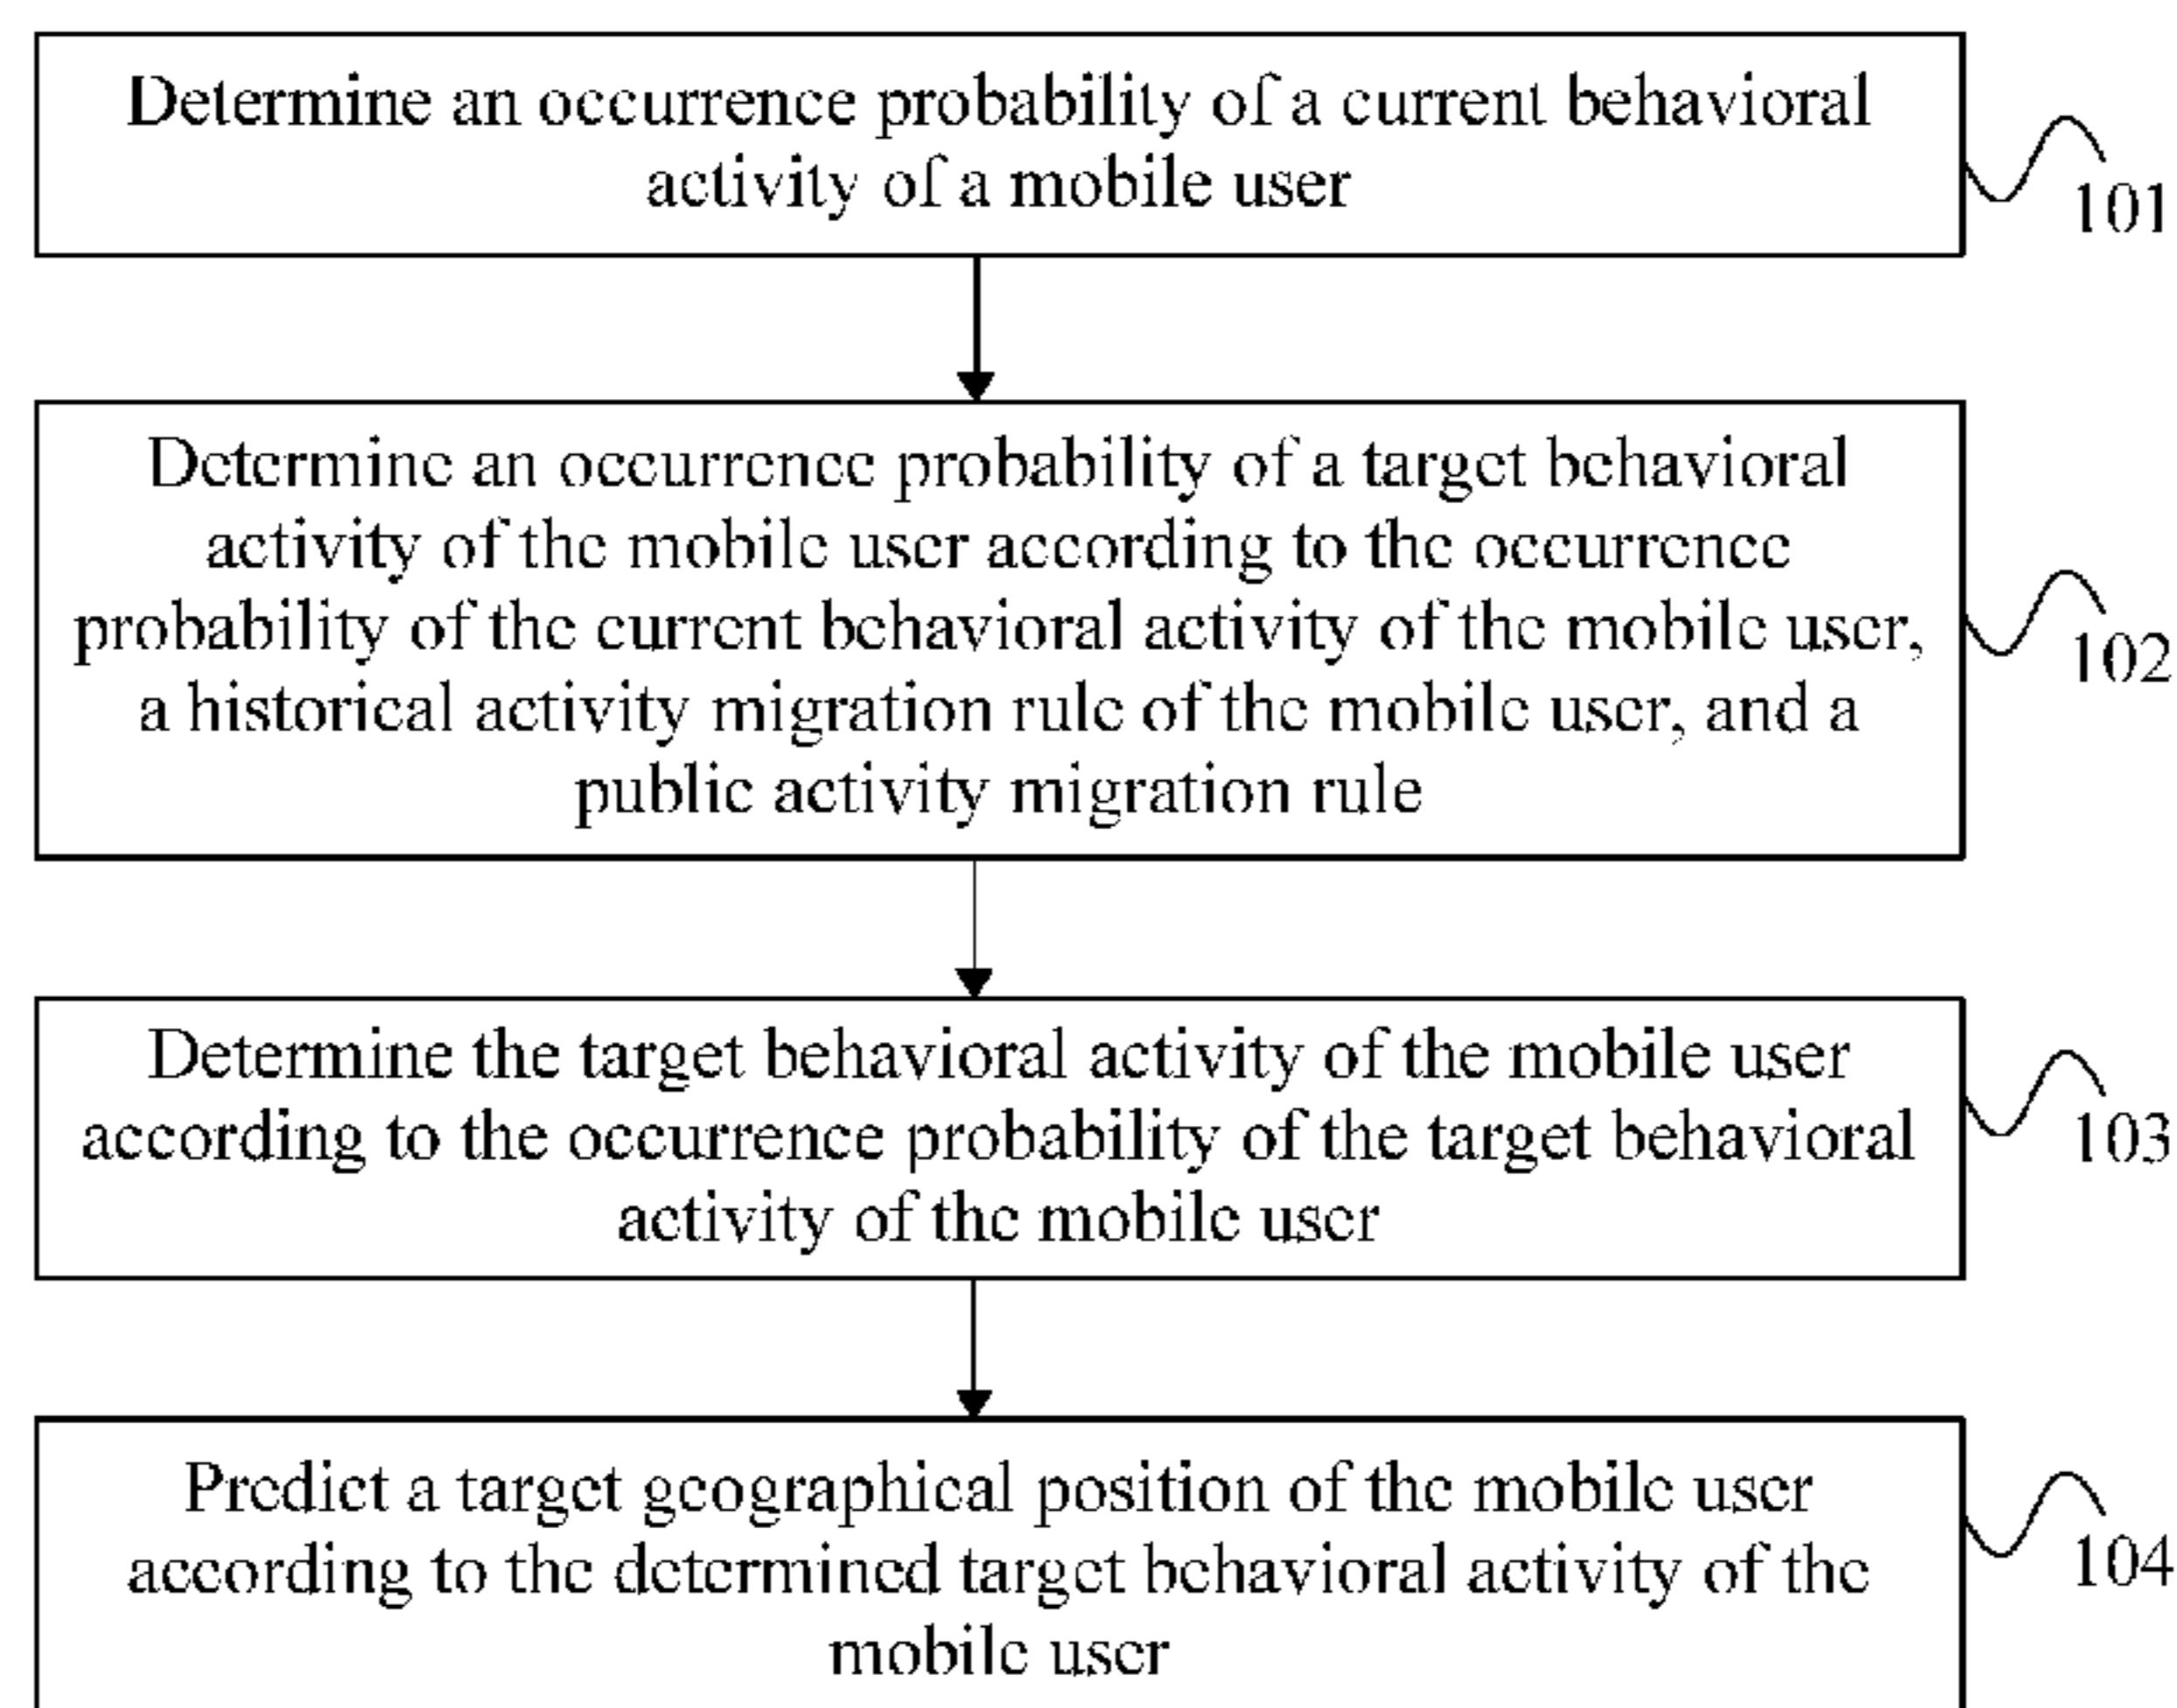 Determine an occurrence probability of a current behavioral
activity of a mobile user
101
Determine an occurrence probability of a target behavioral
activity of the mobile user according to the occurrence
probability of the current behavioral activity of the mobile user,
a historical activity migration rule of the mobile user, and a
public activity migration rule
102
Determine the target behavioral activity of the mobile user
according to the occurrence probability of the target behavioral
activity of the mobile user
103
Predict a target geographical position of the mobile user
according to the determined target behavioral activity of the
mobile user
104